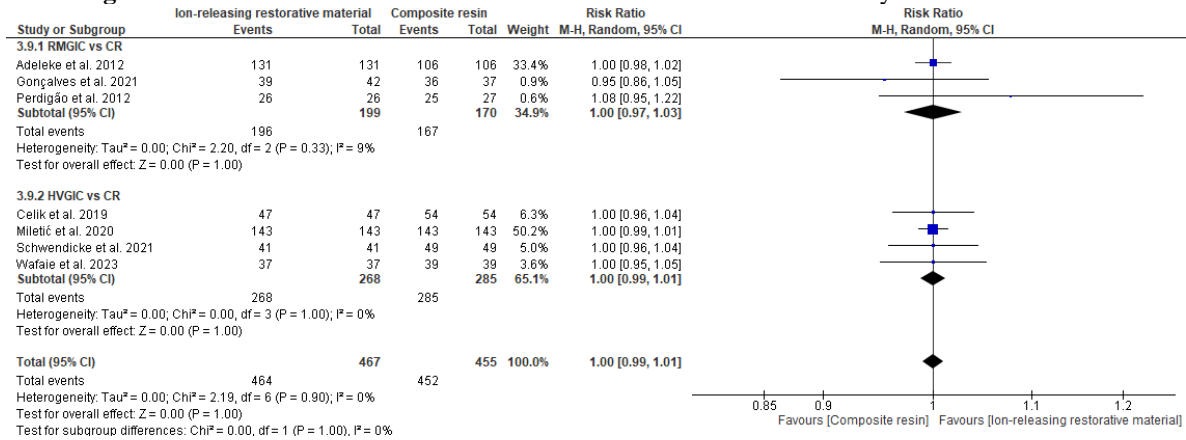 Ion-releasing restorative material Composite resin Risk Ratio Risk Ratio
Study or Subgroup Events Total Events Total Weight M-H, Random, 95% CI M-H, Random, 95% CI
3.9.1 RMGIC vs CR
Adeleke et al. 2012 131 131 106 106 33.4% 1.00 [0.98, 1.02]
Gonçalves et al. 2021 39 42 36 37 0.9% 0.95 [0.86, 1.05]
Perdigão et al. 2012 26 26 25 27 0.6% 1.08 [0.95, 1.22]
Subtotal (95% CI) 199 170 34.9% 1.00 [0.97, 1.03]
Total events 196 167
Heterogeneity: Tau² = 0.00; Chi² = 2.20, df = 2 (P = 0.33); I² = 9%
Test for overall effect: Z = 0.00 (P = 1.00)
3.9.2 HVGIC vs CR
Celik et al. 2019 47 47 54 54 6.3% 1.00 [0.96, 1.04]
Miletić et al. 2020 143 143 143 143 50.2% 1.00 [0.99, 1.01]
Schwendicke et al. 2021 41 41 49 49 5.0% 1.00 [0.96, 1.04]
Wafaie et al. 2023 37 37 39 39 3.6% 1.00 [0.95, 1.05]
Subtotal (95% CI) 268 285 65.1% 1.00 [0.99, 1.01]
Total events 268 285
Heterogeneity: Tau² = 0.00; Chi² = 0.00, df = 3 (P = 1.00); I² = 0%
Test for overall effect: Z = 0.00 (P = 1.00)
Total (95% CI) 467 455 100.0% 1.00 [0.99, 1.01]
Total events 464 452
Heterogeneity: Tau² = 0.00; Chi² = 2.19, df = 6 (P = 0.90); I² = 0%
Test for overall effect: Z = 0.00 (P = 1.00)
Test for subgroup differences: Chi² = 0.00, df = 1 (P = 1.00), I² = 0%
0.85 0.9 1 1.1 1.2
Favours [Composite resin] Favours [Ion-releasing restorative material]